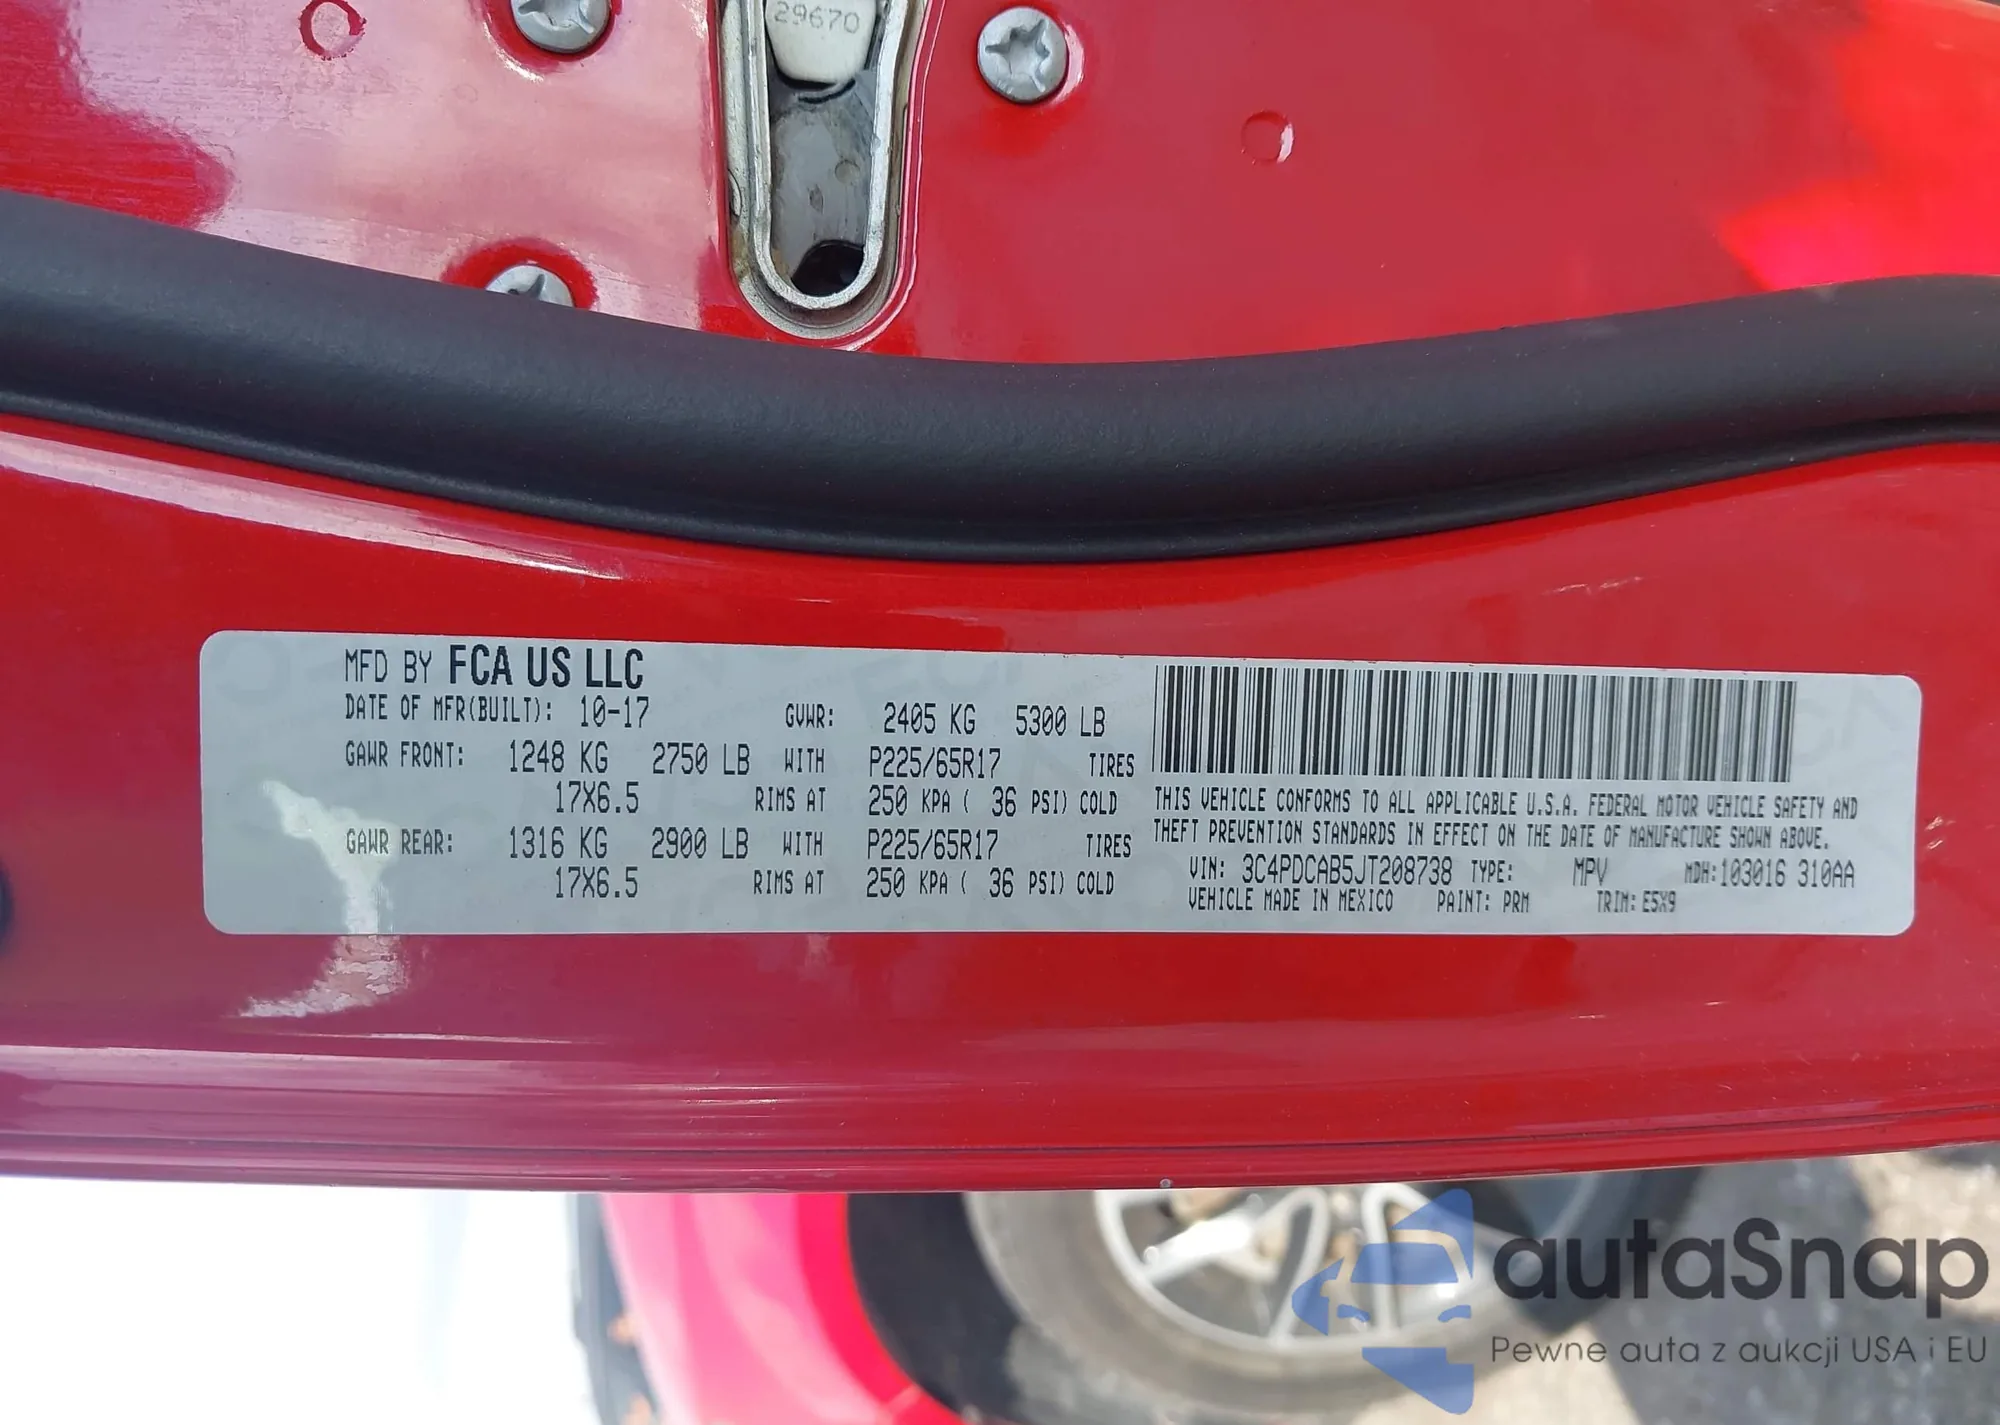 29670
MFD BY FCA US LLC
DATE OF MFR(BUILT): 10-17 GVWR: 2405 KG 5300 LB
GAWR FRONT: 1248 KG 2750 LB WITH P225/65R17 TIRES
17X6.5 RIMS AT 250 KPA ( 36 PSI) COLD
GAWR REAR: 1316 KG 2900 LB WITH P225/65R17 TIRES
17X6.5 RIMS AT 250 KPA ( 36 PSI) COLD
THIS VEHICLE CONFORMS TO ALL APPLICABLE U.S.A. FEDERAL MOTOR VEHICLE SAFETY AND
THEFT PREVENTION STANDARDS IN EFFECT ON THE DATE OF MANUFACTURE SHOWN ABOVE.
VIN: 3C4PDCAB5JT208738 TYPE: MPV MDH:103016 310AA
VEHICLE MADE IN MEXICO PAINT: PRM TRIM: E5X9
autaSnap
Pewne auta z aukcji USA i EU